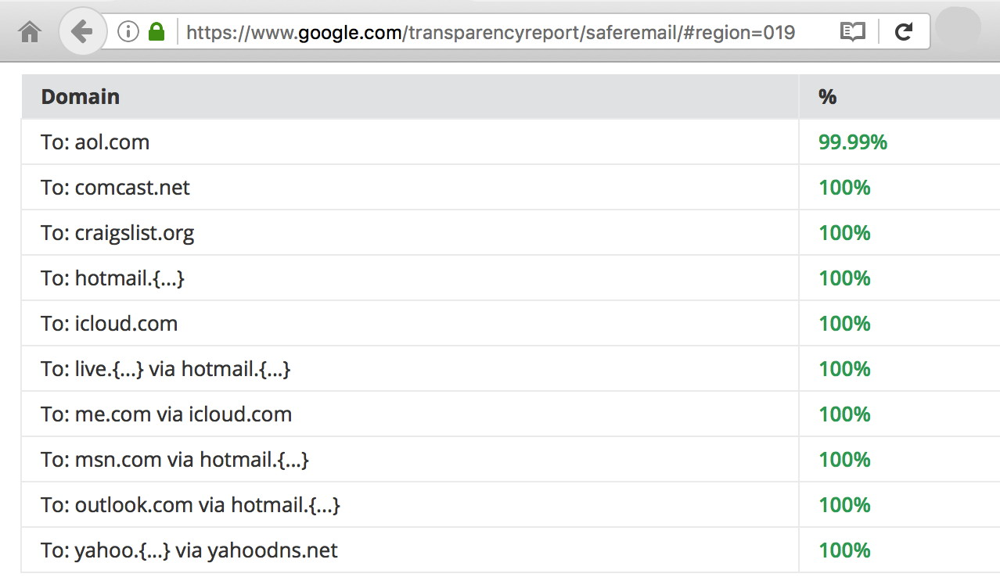 https://www.google.com/transparencyreport/saferemail/#region=019
Domain %
To: aol.com 99.99%
To: comcast.net 100%
To: craigslist.org 100%
To: hotmail.{...} 100%
To: icloud.com 100%
To: live.{...} via hotmail.{...} 100%
To: me.com via icloud.com 100%
To: msn.com via hotmail.{...} 100%
To: outlook.com via hotmail.{...} 100%
To: yahoo.{...} via yahoodns.net 100%